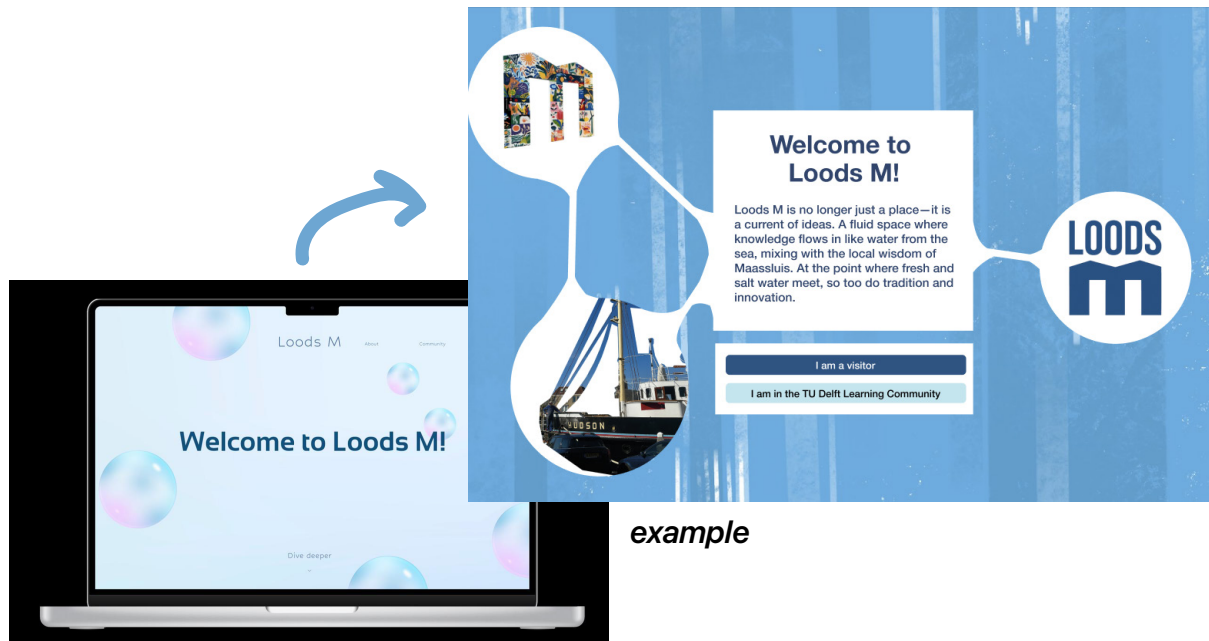 Welcome to
Loods M!
Loods M is no longer just a place—it is
a current of ideas. A fluid space where
knowledge flows in like water from the
sea, mixing with the local wisdom of
Maassluis. At the point where fresh and
salt water meet, so too do tradition and
innovation.
I am a visitor
I am in the TU Delft Learning Community
LOODS
m
m
HUDSON
Loods M
About
Community
Welcome to Loods M!
Dive deeper
example